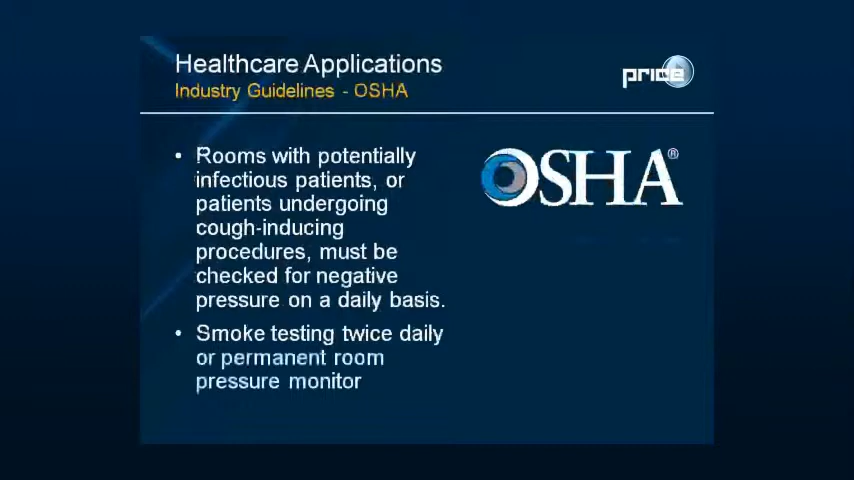 Healthcare Applications
Industry Guidelines - OSHA
price
• Rooms with potentially
infectious patients, or
patients undergoing
cough-inducing
procedures, must be
checked for negative
pressure on a daily basis.
• Smoke testing twice daily
or permanent room
pressure monitor
OSHA®